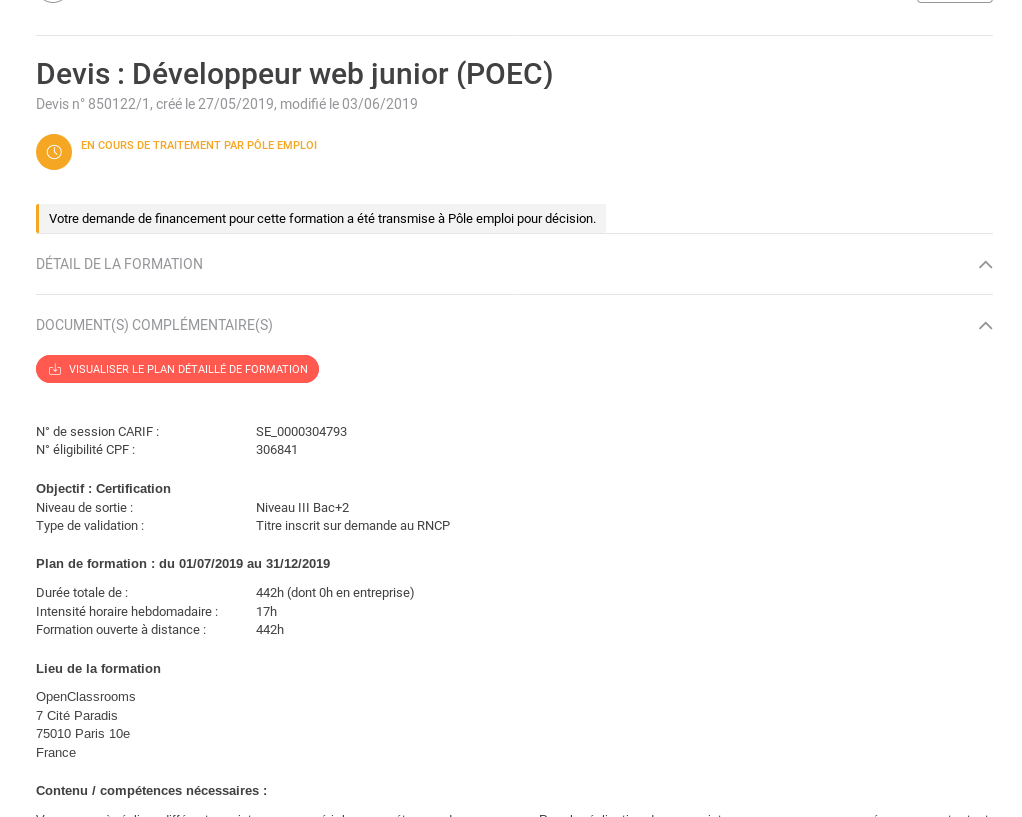 Devis : Développeur web junior (POEC)
Devis n° 850122/1, créé le 27/05/2019, modifié le 03/06/2019
EN COURS DE TRAITEMENT PAR PÔLE EMPLOI
Votre demande de financement pour cette formation a été transmise à Pôle emploi pour décision.
DÉTAIL DE LA FORMATION
DOCUMENT(S) COMPLÉMENTAIRE(S)
VISUALISER LE PLAN DÉTAILLÉ DE FORMATION
N° de session CARIF : SE_0000304793
N° éligibilité CPF : 306841
Objectif : Certification
Niveau de sortie : Niveau III Bac+2
Type de validation : Titre inscrit sur demande au RNCP
Plan de formation : du 01/07/2019 au 31/12/2019
Durée totale de : 442h (dont 0h en entreprise)
Intensité horaire hebdomadaire : 17h
Formation ouverte à distance : 442h
Lieu de la formation
OpenClassrooms
7 Cité Paradis
75010 Paris 10e
France
Contenu / compétences nécessaires :